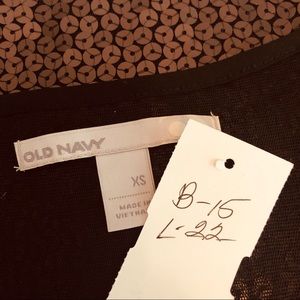 OLD NAVY
XS
MADE IN
VIETNAM
B-15
L-22